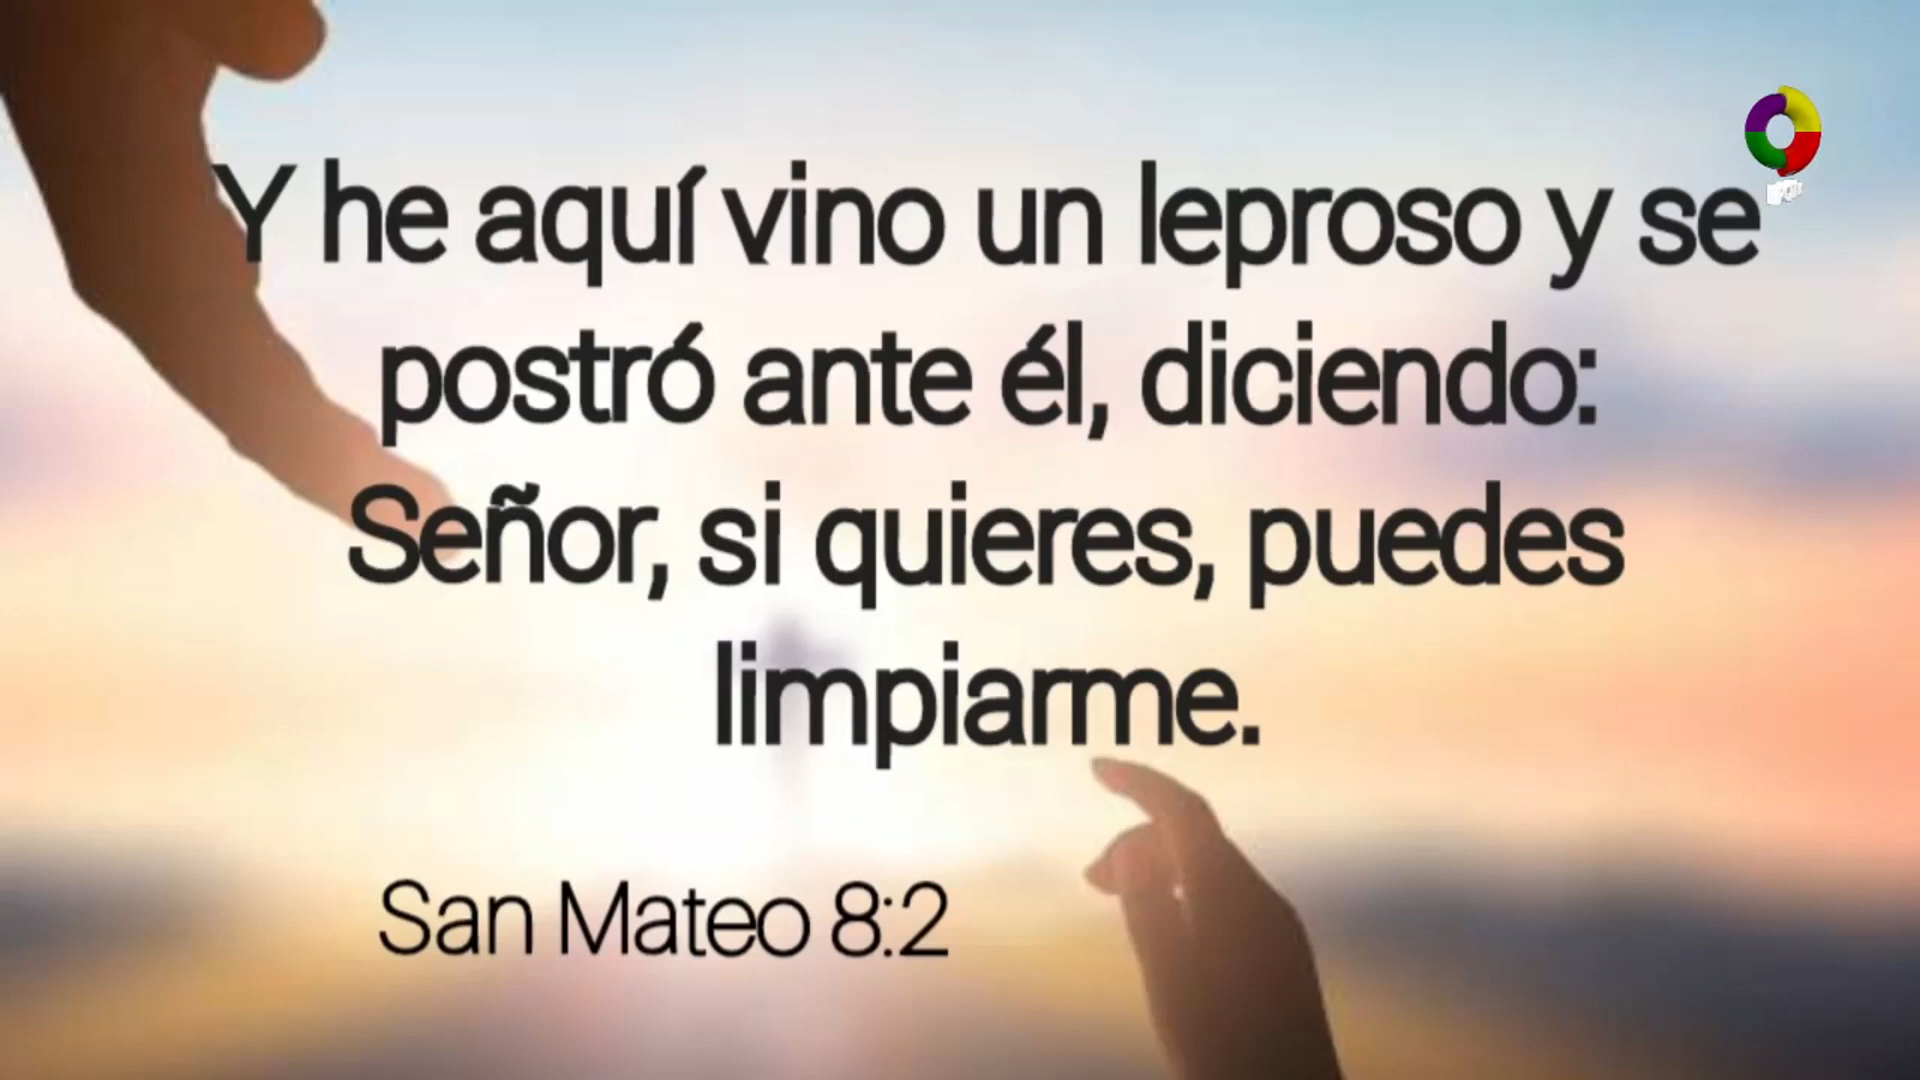 Y he aquí vino un leproso y se
postró ante él, diciendo:
Señor, si quieres, puedes
limpiarme.
San Mateo 8:2